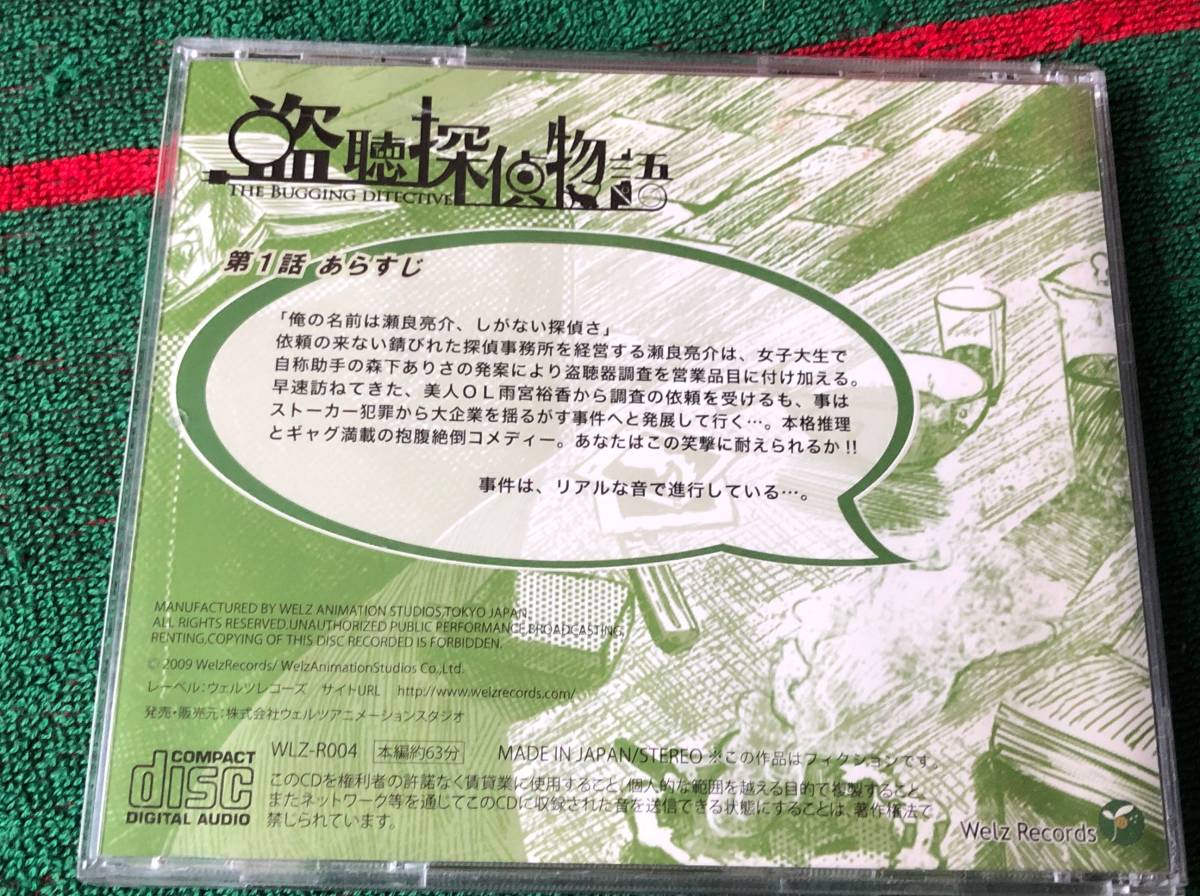 盗聴探偵物語
THE BUGGING DITECTIVE
第1話 あらすじ
「俺の名前は瀬良亮介、しがない探偵さ」
依頼の来ない錆びれた探偵事務所を経営する瀬良亮介は、女子大生で
自称助手の森下ありさの発案により盗聴器調査を営業品目に付け加える。
早速訪ねてきた、美人OL雨宮裕香から調査の依頼を受けるも、事は
ストーカー犯罪から大企業を揺るがす事件へと発展して行く…。本格推理
とギャグ満載の抱腹絶倒コメディー。あなたはこの笑撃に耐えられるか!!
事件は、リアルな音で進行している…。
MANUFACTURED BY WELZ ANIMATION STUDIOS,TOKYO JAPAN
ALL RIGHTS RESERVED.UNAUTHORIZED PUBLIC PERFORMANCE,BROADCASTING,
RENTING,COPYING OF THIS DISC RECORDED IS FORBIDDEN.
© 2009 WelzRecords/ WelzAnimationStudios Co,.Ltd.
レーベル：ウェルツレコーズ サイトURL http://www.welzrecords.com/
発売・販売元：株式会社ウェルツアニメーションスタジオ
COMPACT disc DIGITAL AUDIO
WLZ-R004 本編約63分 MADE IN JAPAN/STEREO ※この作品はフィクションです。
このCDを権利者の許諾なく賃貸業に使用すること、個人的な範囲を越える目的で複製すること、
またネットワーク等を通じてこのCDに収録された音を送信できる状態にすることは、著作権法で
禁じられています。
Welz Records